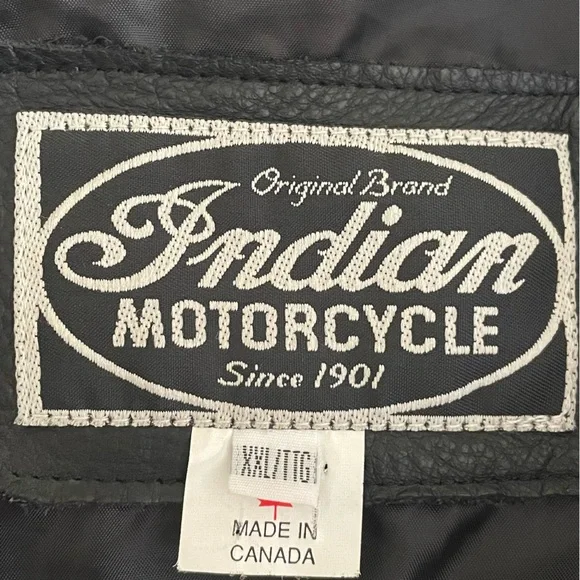 Original Brand
Indian
MOTORCYCLE
Since 1901
XXL/TTG
MADE IN
CANADA